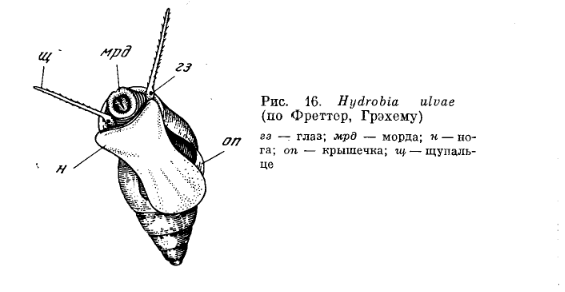 щ
мрд
гз
оп
н
Рис. 16. Hydrobia ulvae
(по Фреттер, Грэхему)
гз — глаз; мрд — морда; н — но-
га; оп — крышечка; щ — щупаль-
це